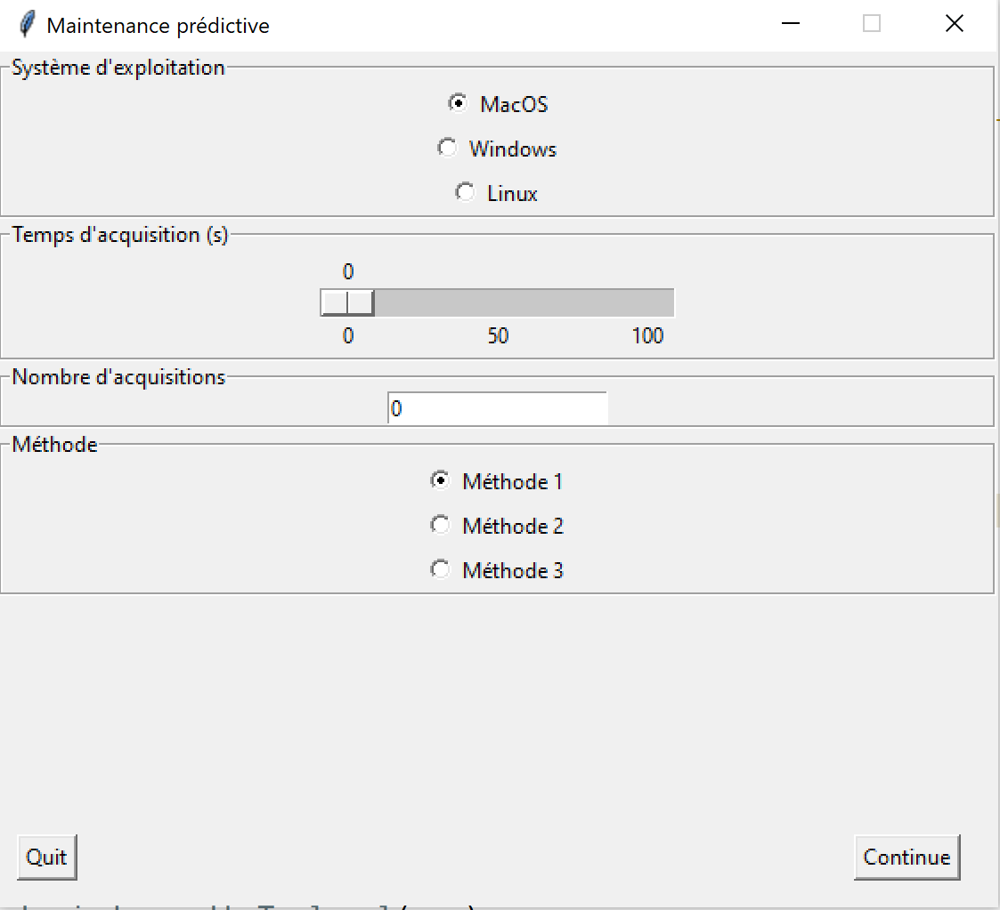 Maintenance prédictive
Système d'exploitation
MacOS
Windows
Linux
Temps d'acquisition (s)
0
0 50 100
Nombre d'acquisitions
0
Méthode
Méthode 1
Méthode 2
Méthode 3
Quit Continue